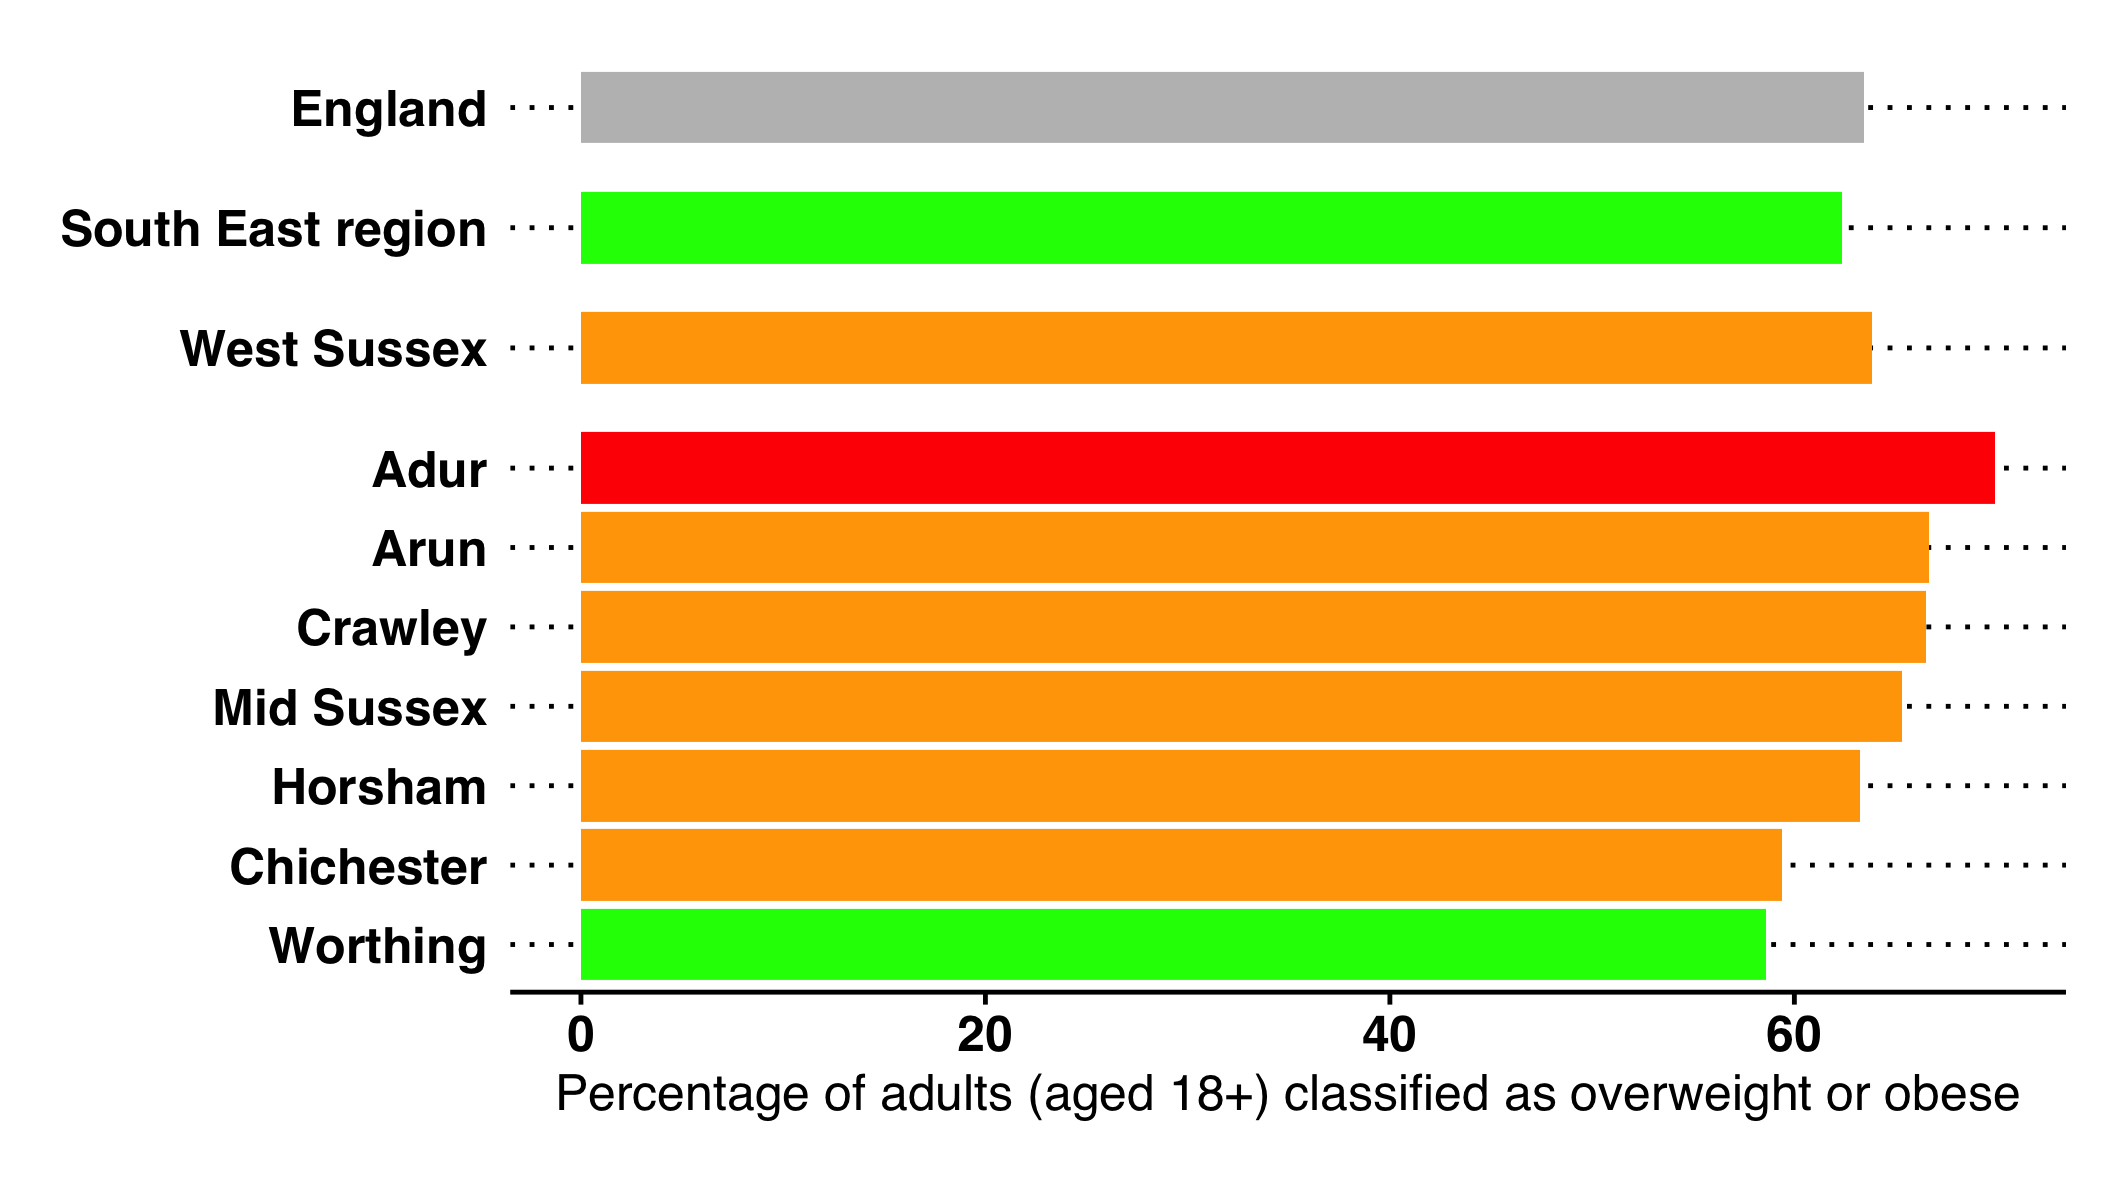 England
South East region
West Sussex
Adur
Arun
Crawley
Mid Sussex
Horsham
Chichester
Worthing
0 20 40 60
Percentage of adults (aged 18+) classified as overweight or obese